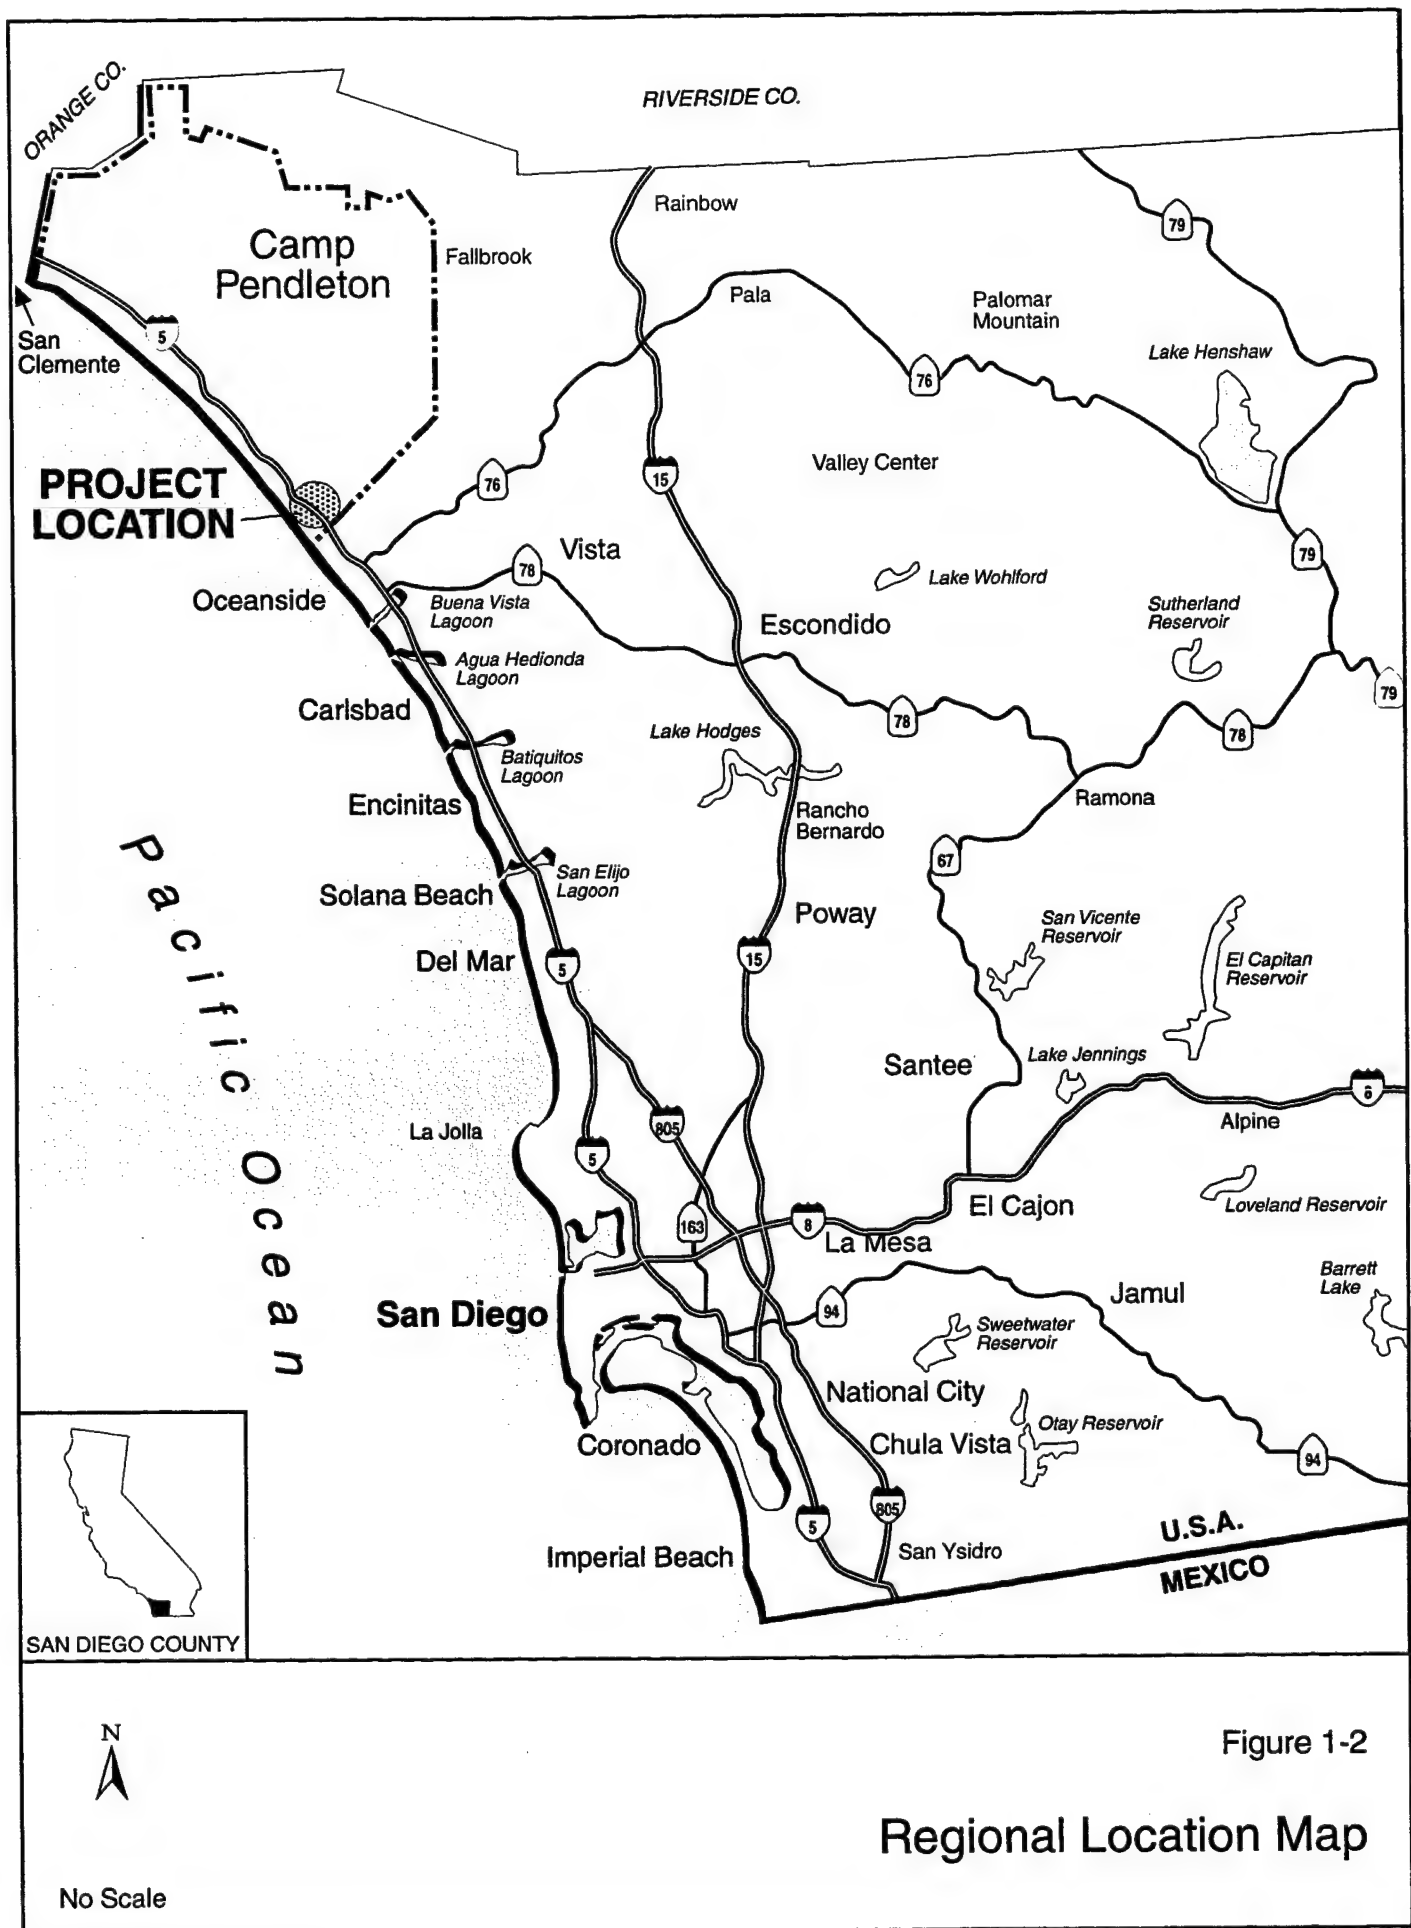 ORANGE CO.
RIVERSIDE CO.
Rainbow
79
Camp
Pendleton
Fallbrook
Pala
Palomar
Mountain
5
San
Clemente
Lake Henshaw
76
PROJECT
LOCATION
76
15
Valley Center
Vista
78
79
Lake Wohlford
Oceanside
Buena Vista
Lagoon
Escondido
Sutherland
Reservoir
Agua Hedionda
Lagoon
79
Carlsbad
78
78
Lake Hodges
Batiquitos
Lagoon
Encinitas
Rancho
Bernardo
Ramona
67
San Elijo
Lagoon
Solana Beach
Poway
San Vicente
Reservoir
Del Mar
5
15
El Capitan
Reservoir
Pacific Ocean
Santee
Lake Jennings
8
Alpine
La Jolla
805
5
El Cajon
Loveland Reservoir
163
8
La Mesa
Barrett
Lake
San Diego
94
Jamul
Sweetwater
Reservoir
National City
Otay Reservoir
Coronado
Chula Vista
94
805
5
U.S.A.
MEXICO
Imperial Beach
San Ysidro
SAN DIEGO COUNTY
N
Figure 1-2
Regional Location Map
No Scale